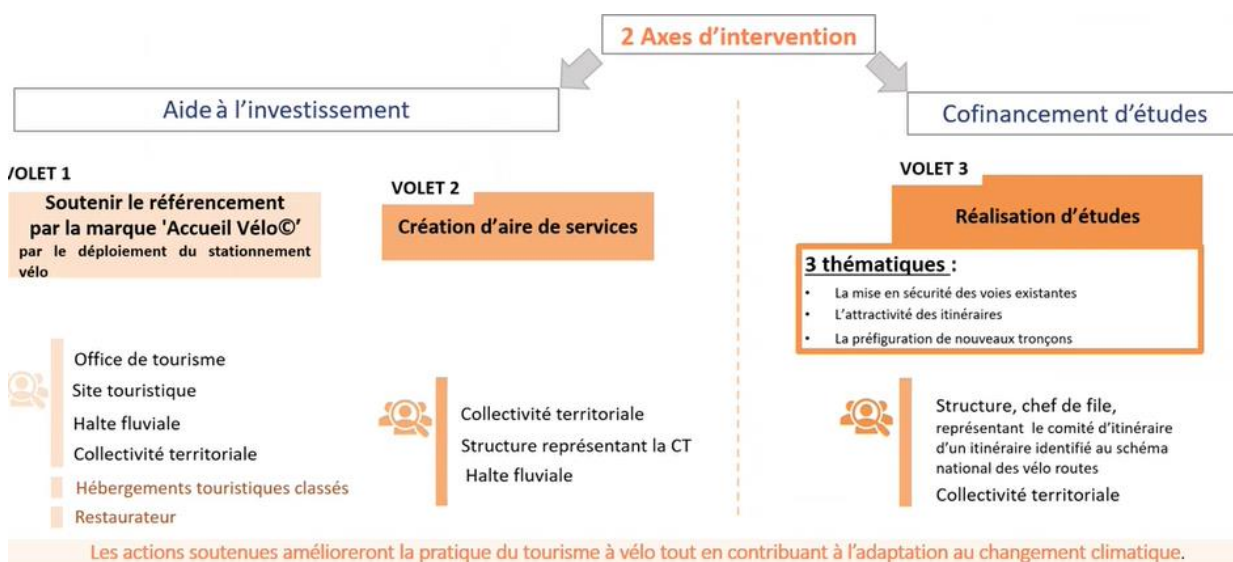 2 Axes d'intervention
Aide à l'investissement
Cofinancement d'études
VOLET 1
Soutenir le référencement
par la marque 'Accueil Vélo©'
par le déploiement du stationnement
vélo
Office de tourisme
Site touristique
Halte fluviale
Collectivité territoriale
Hébergements touristiques classés
Restaurateur
VOLET 2
Création d'aire de services
Collectivité territoriale
Structure représentant la CT
Halte fluviale
VOLET 3
Réalisation d'études
3 thématiques :
• La mise en sécurité des voies existantes
• L'attractivité des itinéraires
• La préfiguration de nouveaux tronçons
Structure, chef de file,
représentant le comité d'itinéraire
d'un itinéraire identifié au schéma
national des vélo routes
Collectivité territoriale
Les actions soutenues amélioreront la pratique du tourisme à vélo tout en contribuant à l'adaptation au changement climatique.